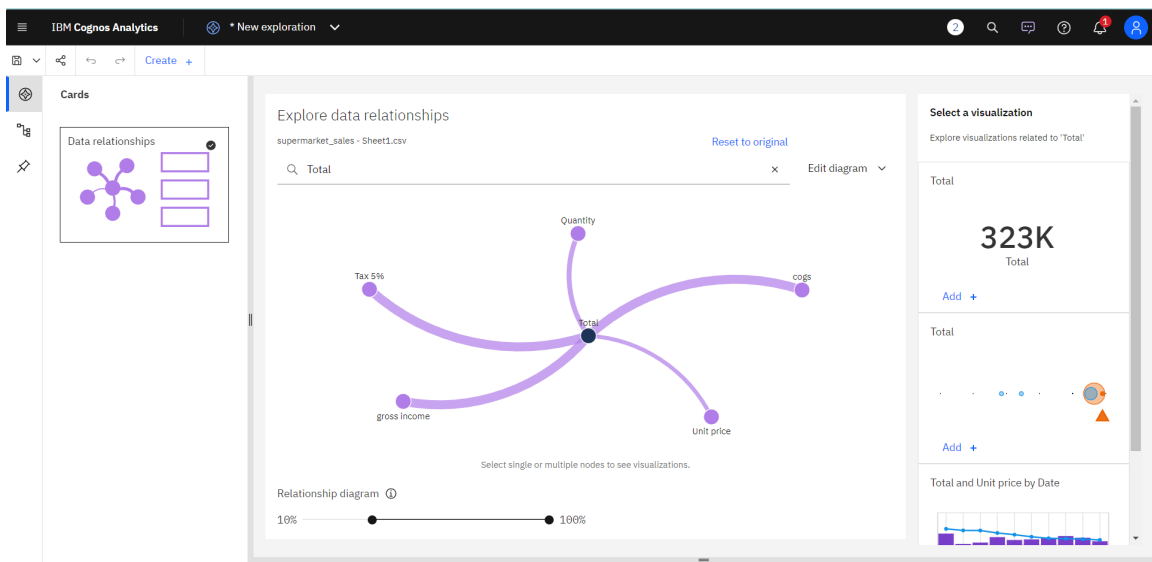 IBM Cognos Analytics
* New exploration
2
1
Create +
Cards
Data relationships
Explore data relationships
supermarket_sales - Sheet1.csv
Reset to original
Total
Edit diagram
Quantity
Tax 5%
cogs
Total
gross income
Unit price
Select single or multiple nodes to see visualizations.
Relationship diagram
10%
100%
Select a visualization
Explore visualizations related to 'Total'
Total
323K
Total
Add +
Total
Add +
Total and Unit price by Date